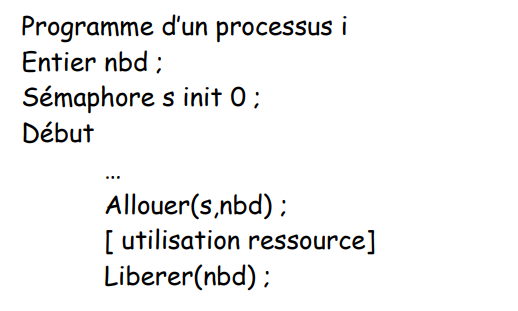 Programme d’un processus i
Entier nbd ;
Sémaphore s init 0 ;
Début
…
Allouer(s,nbd) ;
[ utilisation ressource]
Liberer(nbd) ;